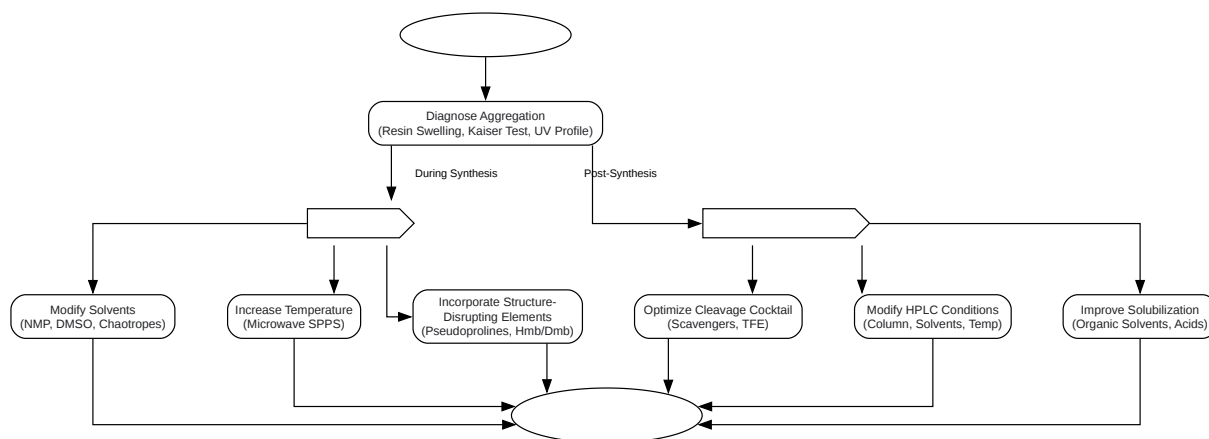 Diagnose Aggregation
(Resin Swelling, Kaiser Test, UV Profile)
During Synthesis
Post-Synthesis
Modify Solvents
(NMP, DMSO, Chaotropes)
Increase Temperature
(Microwave SPPS)
Incorporate Structure-
Disrupting Elements
(Pseudoprolines, Hmb/Dmb)
Optimize Cleavage Cocktail
(Scavengers, TFE)
Modify HPLC Conditions
(Column, Solvents, Temp)
Improve Solubilization
(Organic Solvents, Acids)